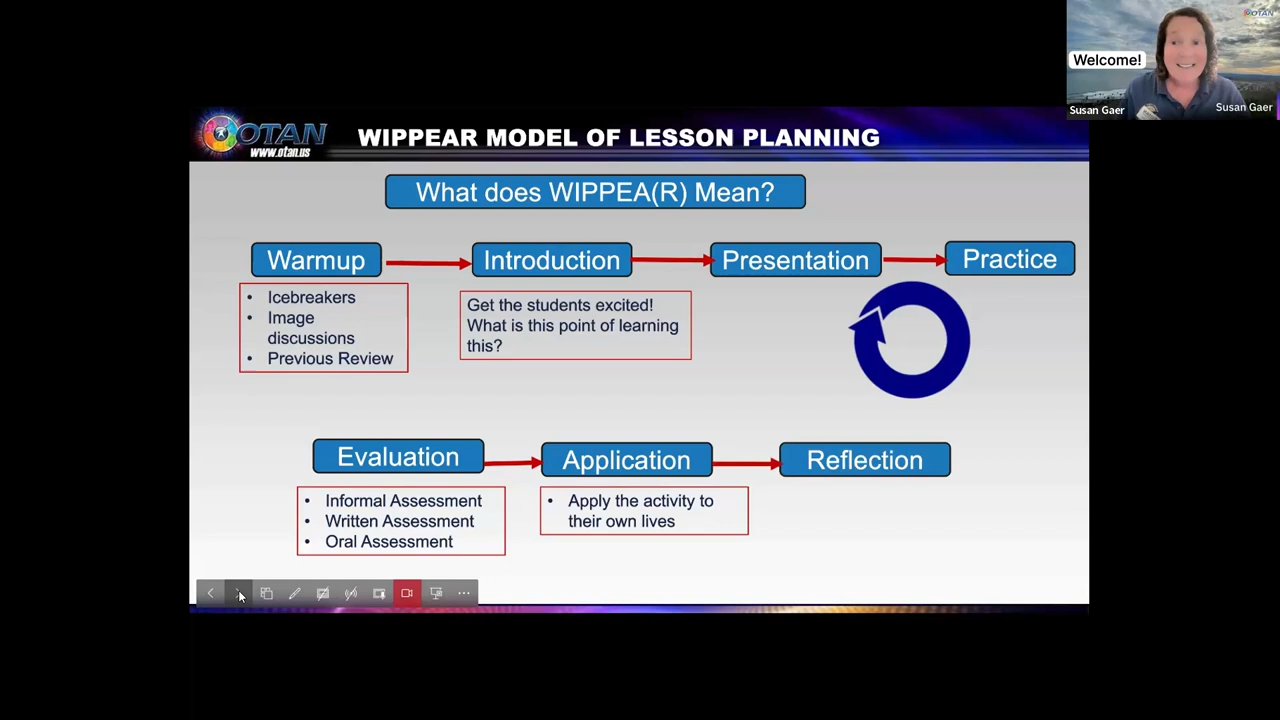 OTAN
Welcome!
Susan Gaer
Susan Gaer
OTAN
www.otan.us
WIPPEAR MODEL OF LESSON PLANNING
What does WIPPEA(R) Mean?
Warmup
Introduction
Presentation
Practice
• Icebreakers
• Image
discussions
• Previous Review
Get the students excited!
What is this point of learning
this?
Evaluation
Application
Reflection
• Informal Assessment
• Written Assessment
• Oral Assessment
• Apply the activity to
their own lives